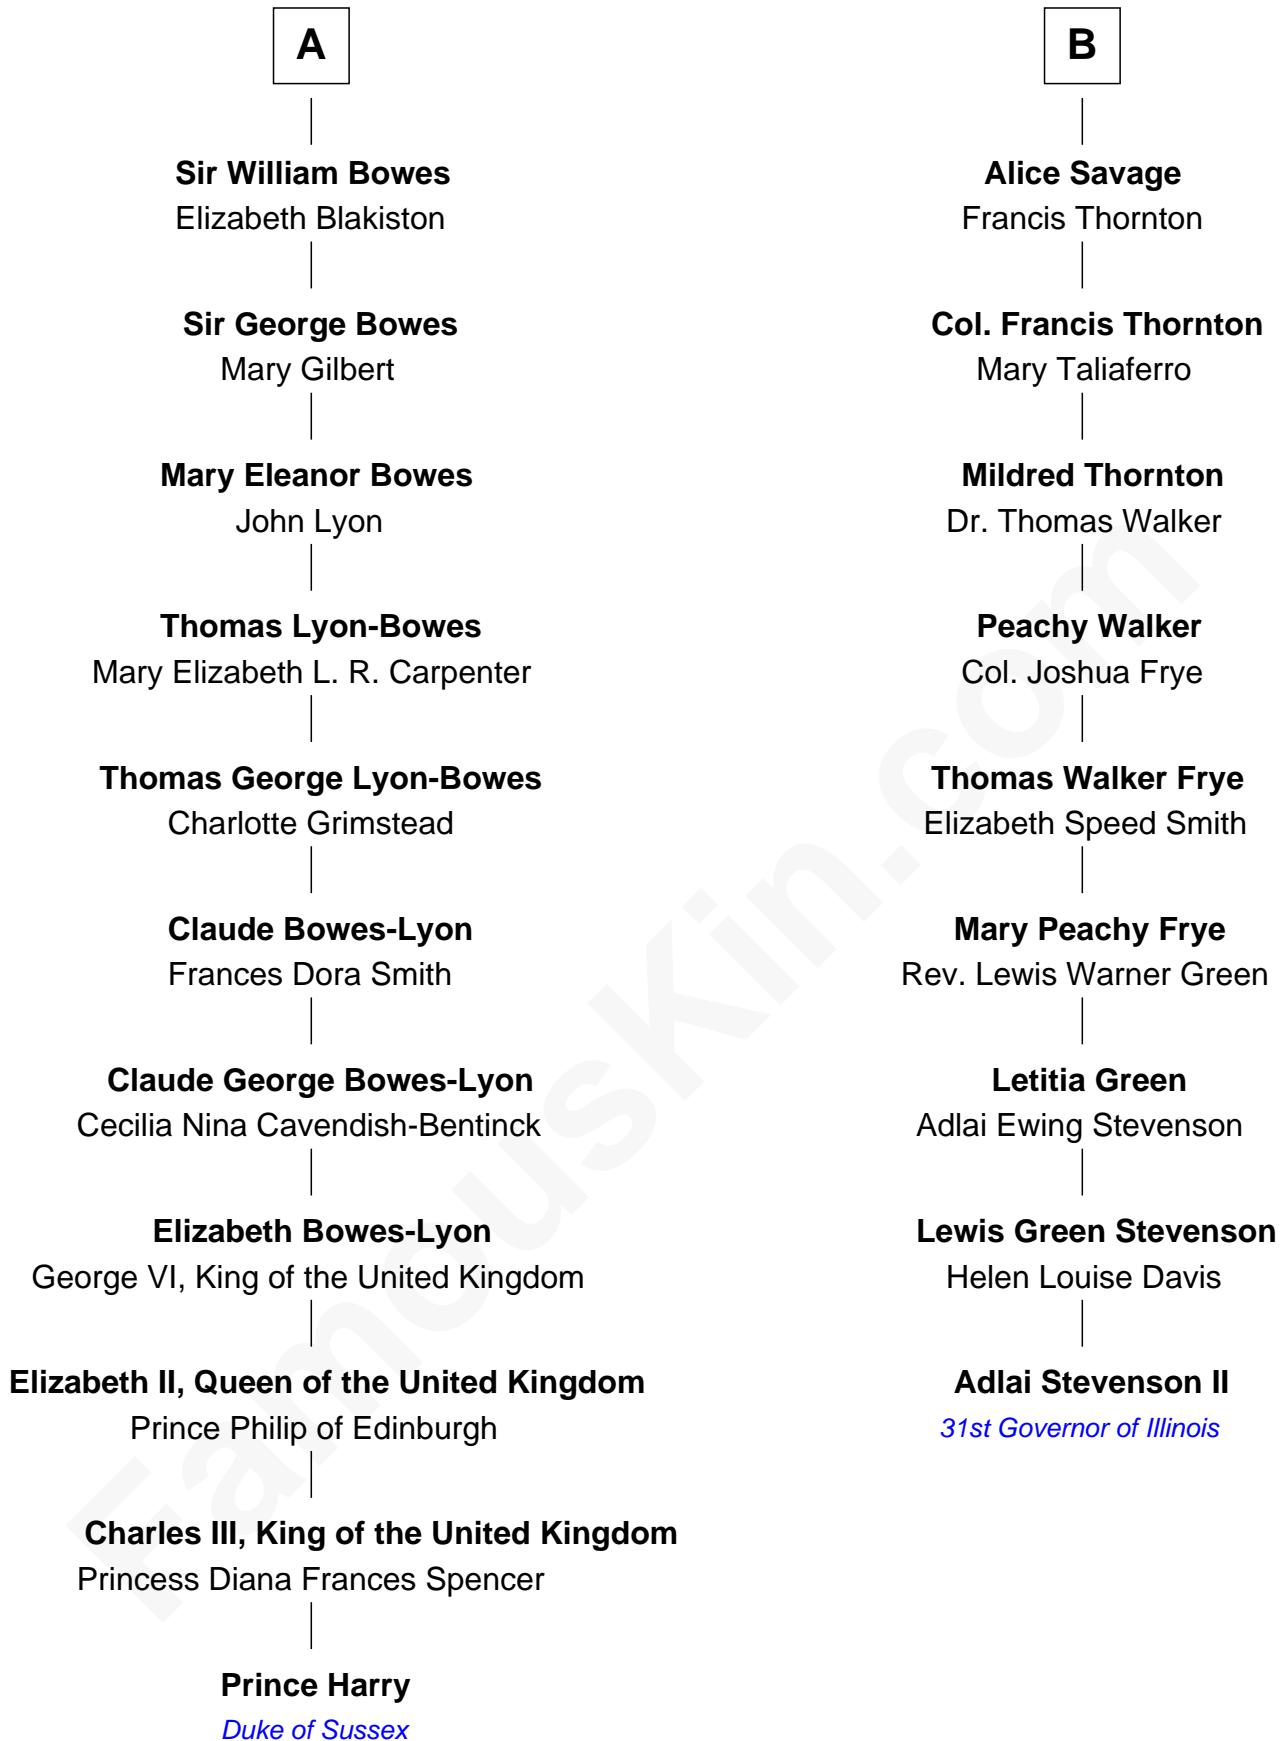 A
Sir William Bowes
Elizabeth Blakiston
Sir George Bowes
Mary Gilbert
Mary Eleanor Bowes
John Lyon
Thomas Lyon-Bowes
Mary Elizabeth L. R. Carpenter
Thomas George Lyon-Bowes
Charlotte Grimstead
Claude Bowes-Lyon
Frances Dora Smith
Claude George Bowes-Lyon
Cecilia Nina Cavendish-Bentinck
Elizabeth Bowes-Lyon
George VI, King of the United Kingdom
Elizabeth II, Queen of the United Kingdom
Prince Philip of Edinburgh
Charles III, King of the United Kingdom
Princess Diana Frances Spencer
Prince Harry
Duke of Sussex
B
Alice Savage
Francis Thornton
Col. Francis Thornton
Mary Taliaferro
Mildred Thornton
Dr. Thomas Walker
Peachy Walker
Col. Joshua Frye
Thomas Walker Frye
Elizabeth Speed Smith
Mary Peachy Frye
Rev. Lewis Warner Green
Letitia Green
Adlai Ewing Stevenson
Lewis Green Stevenson
Helen Louise Davis
Adlai Stevenson II
31st Governor of Illinois
FamousKin.com